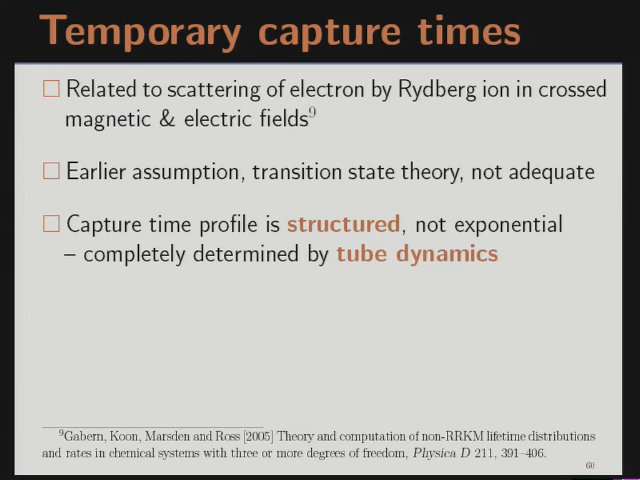 Temporary capture times
□ Related to scattering of electron by Rydberg ion in crossed
magnetic & electric fields⁹
□ Earlier assumption, transition state theory, not adequate
□ Capture time profile is structured, not exponential
– completely determined by tube dynamics
⁹Gabern, Koon, Marsden and Ross [2005] Theory and computation of non-RRKM lifetime distributions
and rates in chemical systems with three or more degrees of freedom, Physica D 211, 391–406.
60